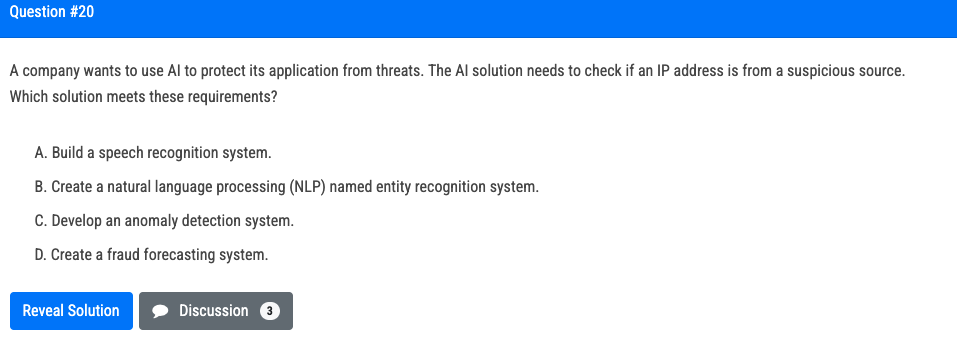 Question #20
A company wants to use AI to protect its application from threats. The AI solution needs to check if an IP address is from a suspicious source.
Which solution meets these requirements?
A. Build a speech recognition system.
B. Create a natural language processing (NLP) named entity recognition system.
C. Develop an anomaly detection system.
D. Create a fraud forecasting system.
Reveal Solution Discussion 3